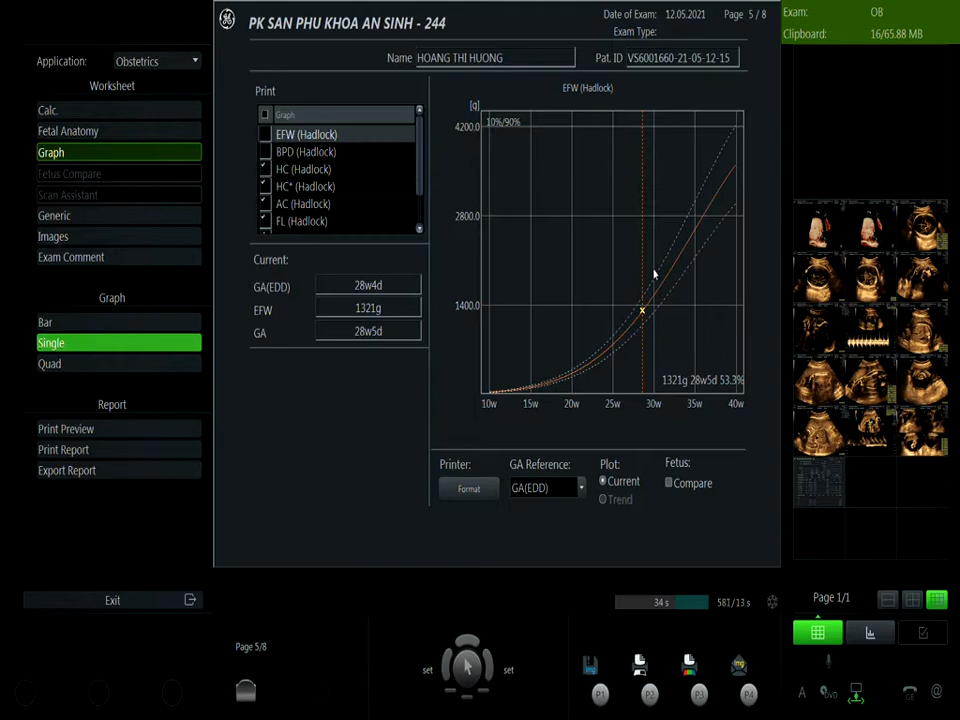 Application: Obstetrics
Worksheet
Calc.
Fetal Anatomy
Graph
Fetus Compare
Scan Assistant
Generic
Images
Exam Comment
Graph
Bar
Single
Quad
Report
Print Preview
Print Report
Export Report
Exit
PK SAN PHU KHOA AN SINH - 244
Date of Exam: 12.05.2021 Page 5 / 8
Exam Type:
Name HOANG THI HUONG Pat. ID VS6001660-21-05-12-15
Print
Graph
EFW (Hadlock)
BPD (Hadlock)
HC (Hadlock)
HC* (Hadlock)
AC (Hadlock)
FL (Hadlock)
Current:
GA(EDD) 28w4d
EFW 1321g
GA 28w5d
EFW (Hadlock)
[g]
10%/90%
4200.0
2800.0
1400.0
1321g 28w5d 53.3%
10w 15w 20w 25w 30w 35w 40w
Printer: GA Reference: Plot: Fetus:
Format GA(EDD) Current Compare
Trend
34 s 581/13 s
Page 5/8
set set
P1 P2 P3 P4
Exam: OB
Clipboard: 16/65.88 MB
Page 1/1
A DVD @